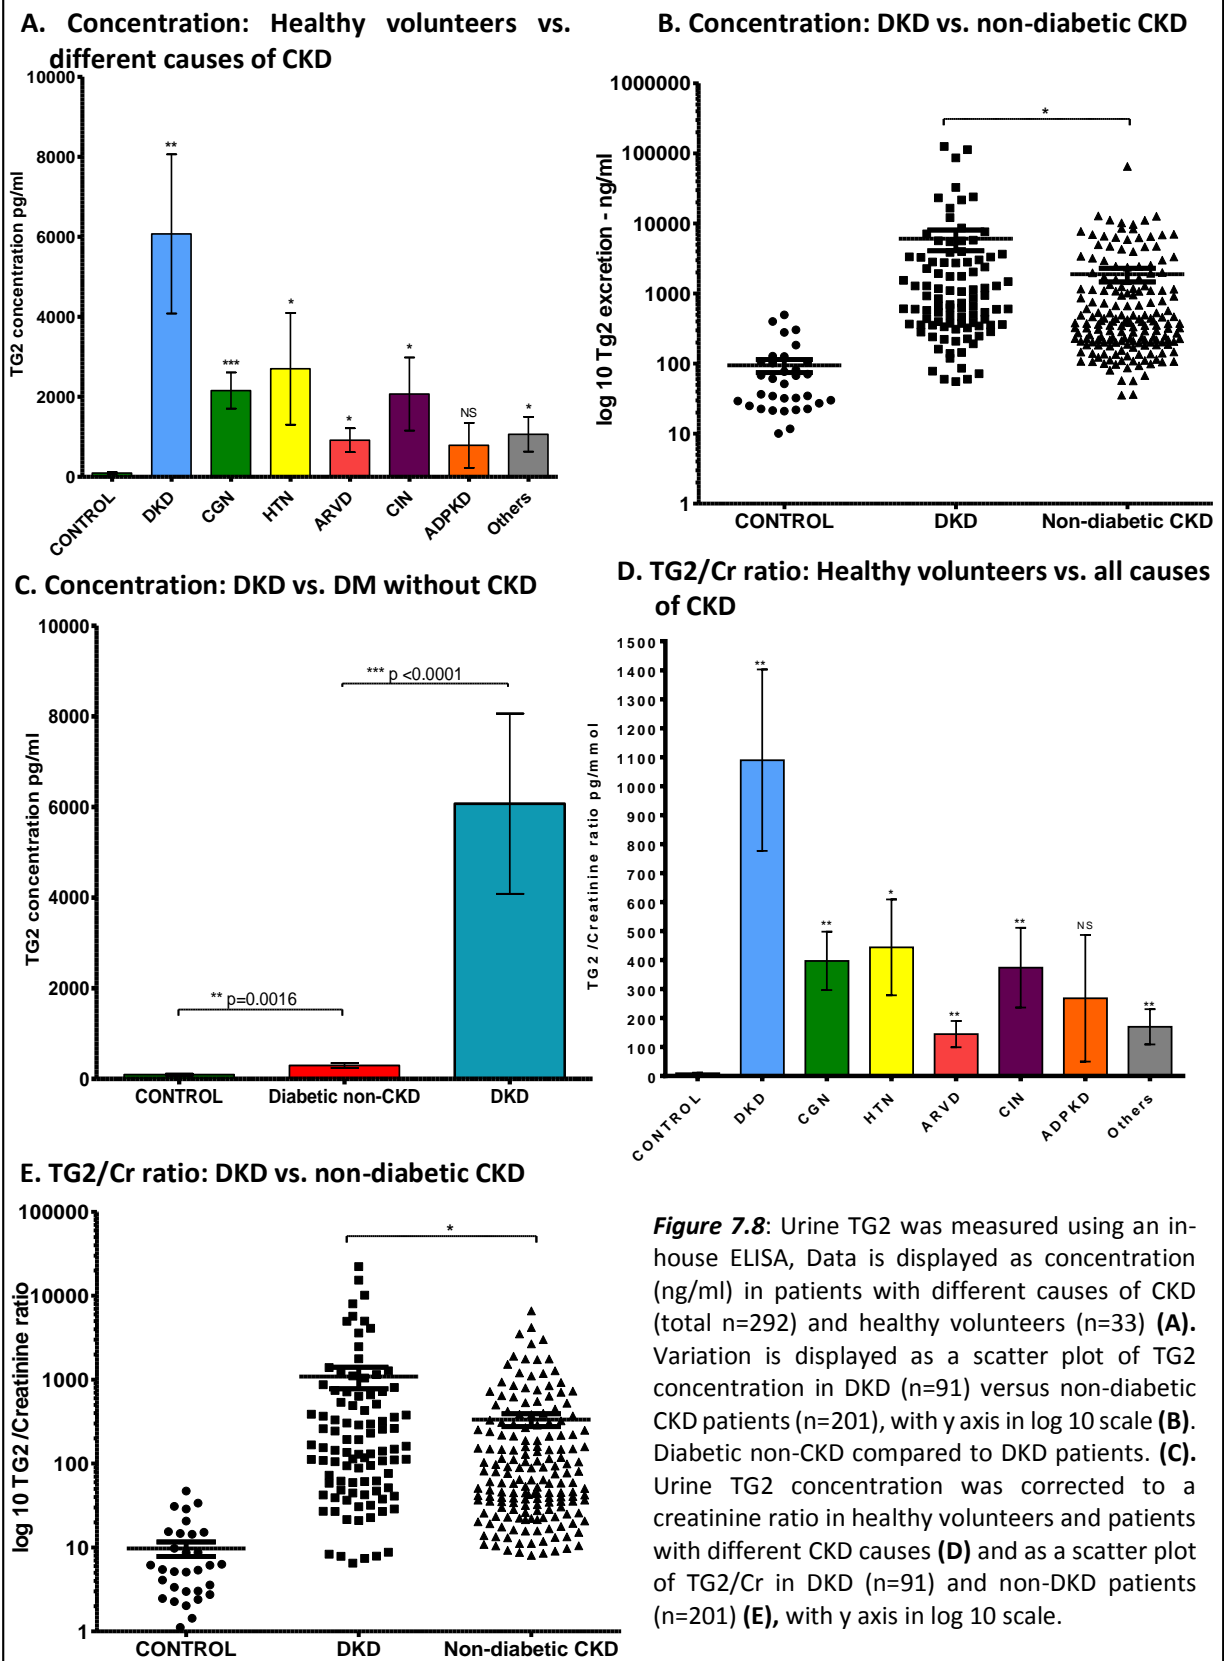 A. Concentration: Healthy volunteers vs.
different causes of CKD
TG2 concentration pg/ml
10000
8000
6000
4000
2000
0
**
***
*
*
*
NS
*
CONTROL
DKD
CGN
HTN
ARVD
CIN
ADPKD
Others
B. Concentration: DKD vs. non-diabetic CKD
log 10 Tg2 excretion - ng/ml
1000000
100000
10000
1000
100
10
1
*
CONTROL
DKD
Non-diabetic CKD
C. Concentration: DKD vs. DM without CKD
TG2 concentration pg/ml
10000
8000
6000
4000
2000
0
*** p <0.0001
** p=0.0016
CONTROL
Diabetic non-CKD
DKD
D. TG2/Cr ratio: Healthy volunteers vs. all causes
of CKD
TG2 /Creatinine ratio pg/mmol
1500
1400
1300
1200
1100
1000
900
800
700
600
500
400
300
200
100
0
**
**
*
**
**
NS
**
CONTROL
DKD
CGN
HTN
ARVD
CIN
ADPKD
Others
E. TG2/Cr ratio: DKD vs. non-diabetic CKD
log 10 TG2 /Creatinine ratio
100000
10000
1000
100
10
1
*
CONTROL
DKD
Non-diabetic CKD
Figure 7.8: Urine TG2 was measured using an in-
house ELISA, Data is displayed as concentration
(ng/ml) in patients with different causes of CKD
(total n=292) and healthy volunteers (n=33) (A).
Variation is displayed as a scatter plot of TG2
concentration in DKD (n=91) versus non-diabetic
CKD patients (n=201), with y axis in log 10 scale (B).
Diabetic non-CKD compared to DKD patients. (C).
Urine TG2 concentration was corrected to a
creatinine ratio in healthy volunteers and patients
with different CKD causes (D) and as a scatter plot
of TG2/Cr in DKD (n=91) and non-DKD patients
(n=201) (E), with y axis in log 10 scale.